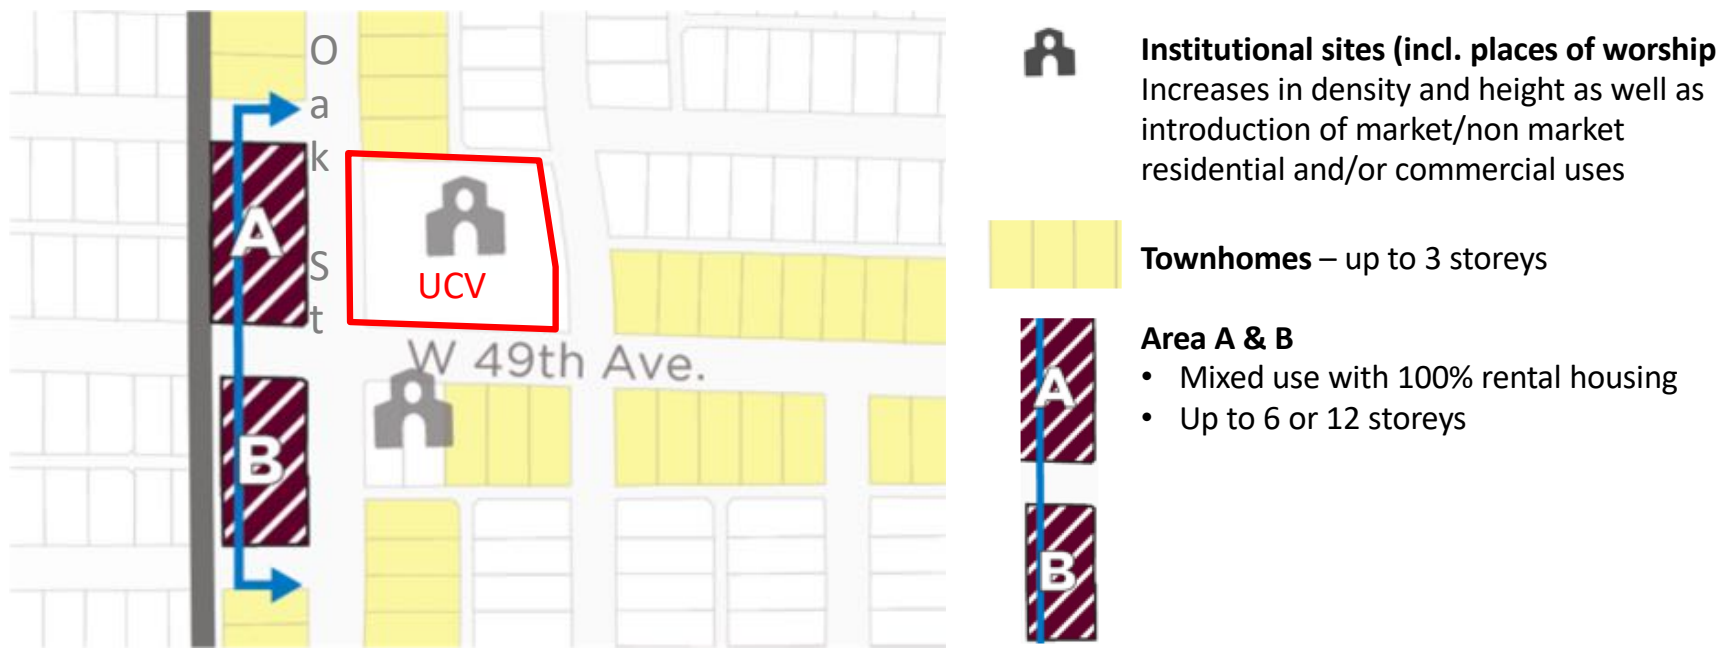 Oak St
A
UCV
W 49th Ave.
B
Institutional sites (incl. places of worship
Increases in density and height as well as
introduction of market/non market
residential and/or commercial uses
Townhomes – up to 3 storeys
A
B
Area A & B
• Mixed use with 100% rental housing
• Up to 6 or 12 storeys